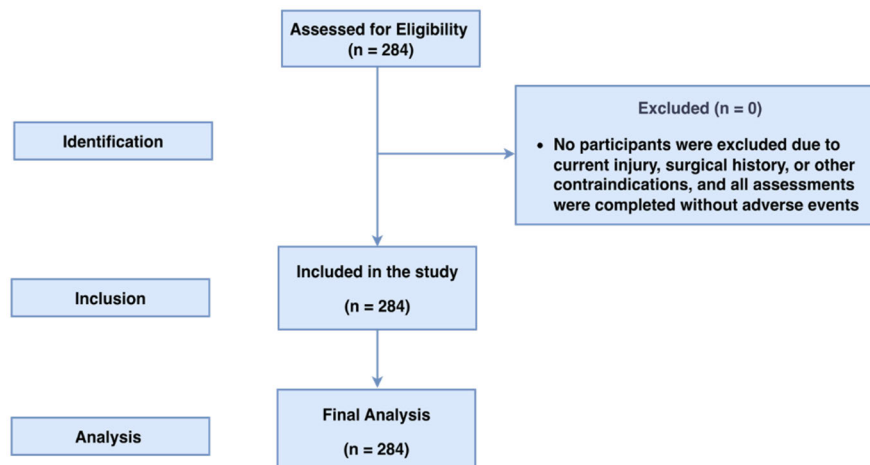 Assessed for Eligibility
(n = 284)
Identification
Excluded (n = 0)
• No participants were excluded due to
current injury, surgical history, or other
contraindications, and all assessments
were completed without adverse events
Inclusion
Included in the study
(n = 284)
Analysis
Final Analysis
(n = 284)